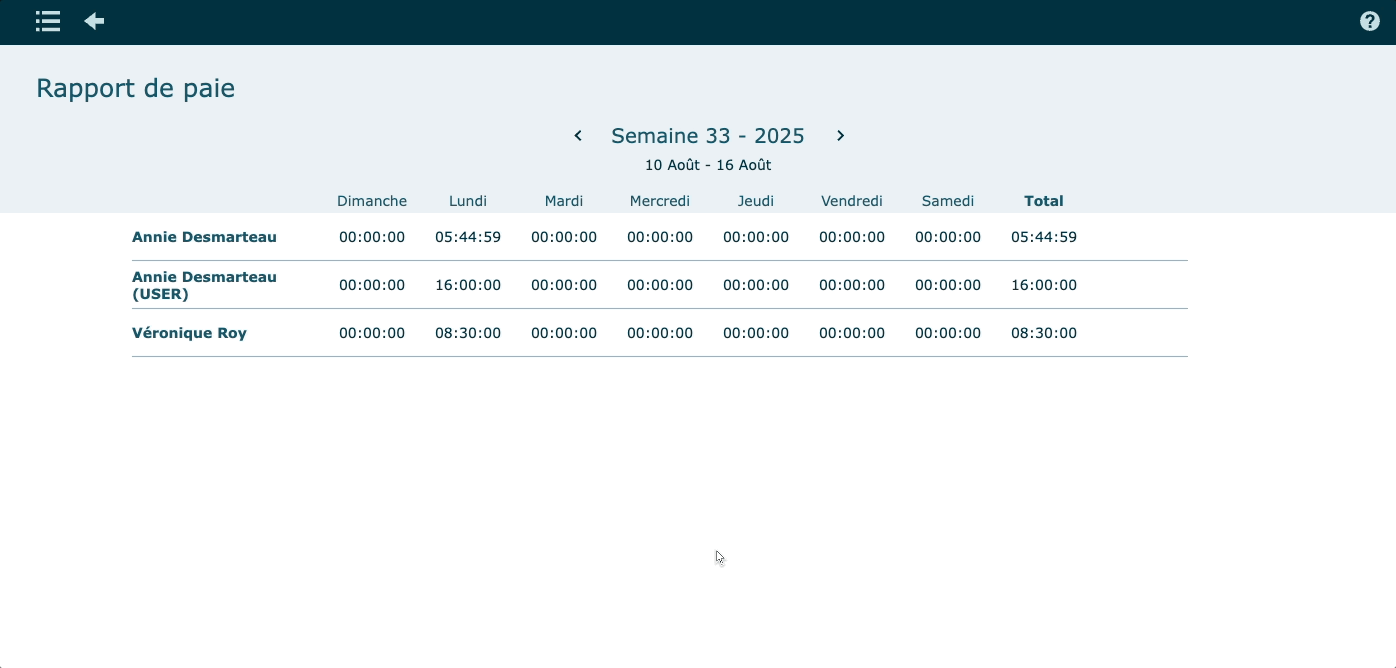 Rapport de paie
Semaine 33 - 2025
10 Août - 16 Août
Dimanche Lundi Mardi Mercredi Jeudi Vendredi Samedi Total
Annie Desmarteau 00:00:00 05:44:59 00:00:00 00:00:00 00:00:00 00:00:00 00:00:00 05:44:59
Annie Desmarteau
(USER) 00:00:00 16:00:00 00:00:00 00:00:00 00:00:00 00:00:00 00:00:00 16:00:00
Véronique Roy 00:00:00 08:30:00 00:00:00 00:00:00 00:00:00 00:00:00 00:00:00 08:30:00